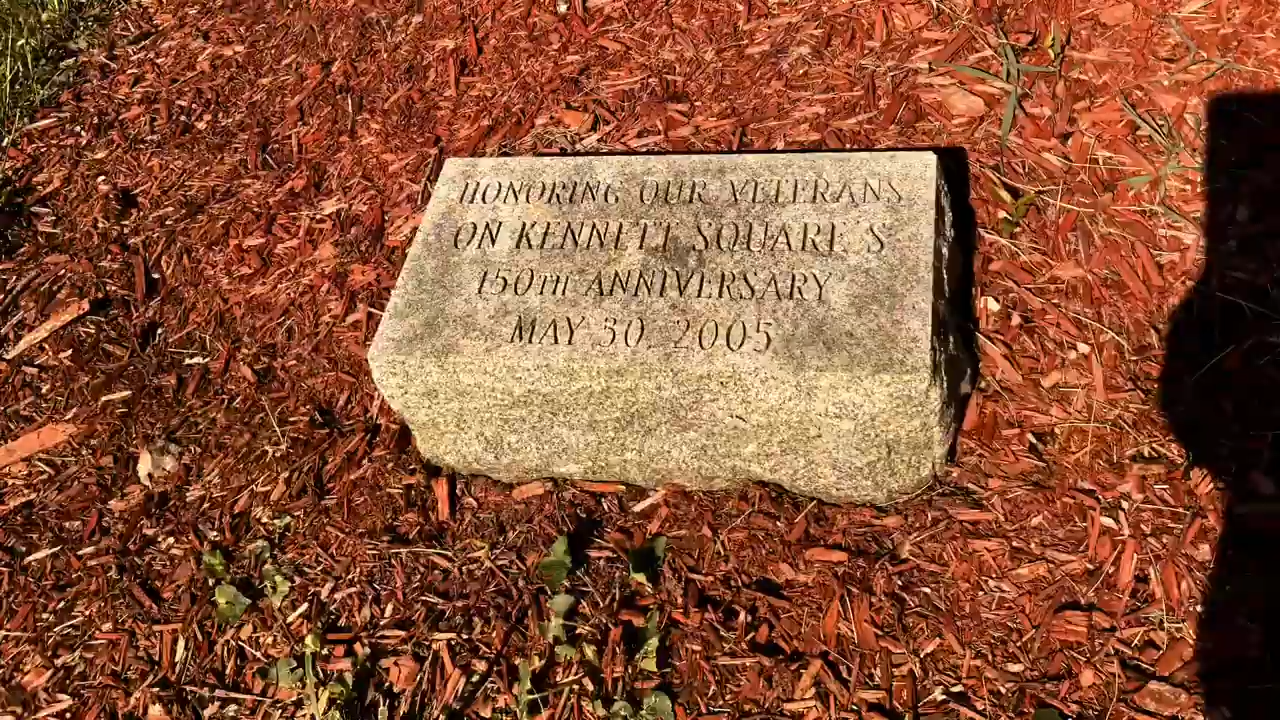 HONORING OUR VETERANS
ON KENNETT SQUARE'S
150TH ANNIVERSARY
MAY 30, 2005